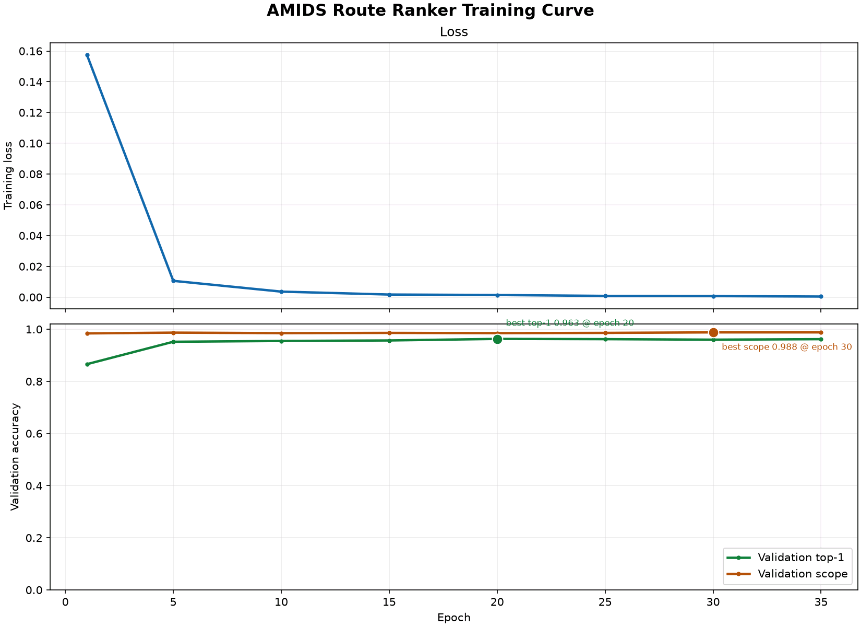 AMIDS Route Ranker Training Curve
Loss
Training loss
0.16
0.14
0.12
0.10
0.08
0.06
0.04
0.02
0.00
Validation accuracy
1.0
0.8
0.6
0.4
0.2
0.0
best top-1 0.963 @ epoch 20
best scope 0.988 @ epoch 30
Validation top-1
Validation scope
0 5 10 15 20 25 30 35
Epoch